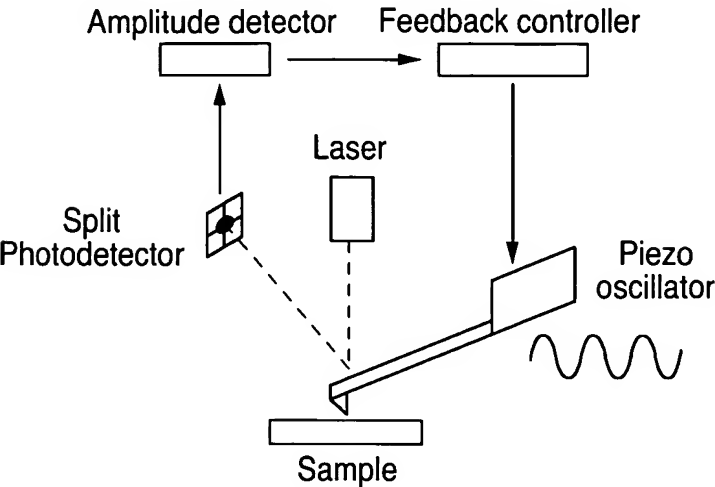 Amplitude detector
Feedback controller
Laser
Split
Photodetector
Piezo
oscillator
Sample